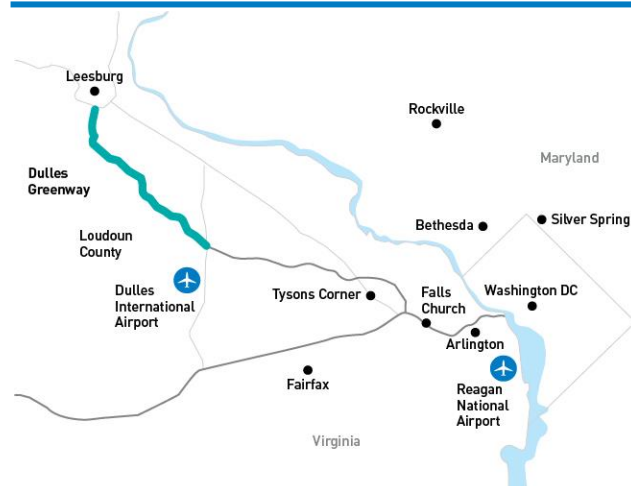 Leesburg
Rockville
Maryland
Dulles
Greenway
Silver Spring
Bethesda
Loudoun
County
Dulles
International
Airport
Tysons Corner
Falls
Church
Washington DC
Arlington
Fairfax
Reagan
National
Airport
Virginia